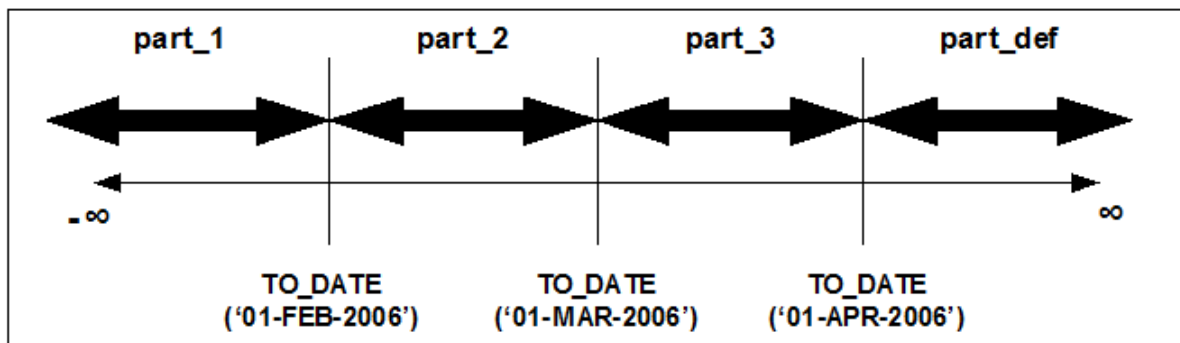 part_1 part_2 part_3 part_def
-∞ ∞
TO_DATE TO_DATE TO_DATE
(‘01-FEB-2006’) (‘01-MAR-2006’) (‘01-APR-2006’)